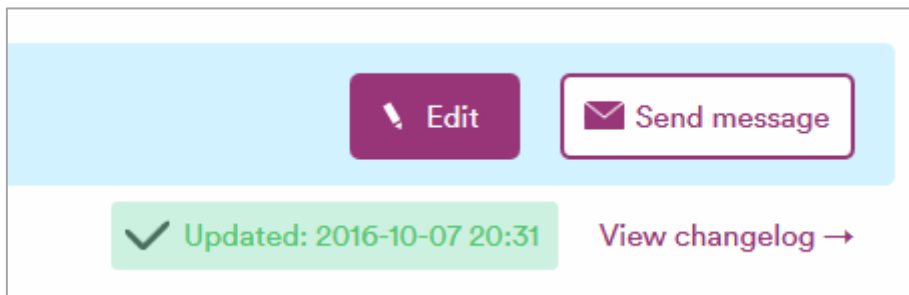 Edit Send message
Updated: 2016-10-07 20:31 View changelog →